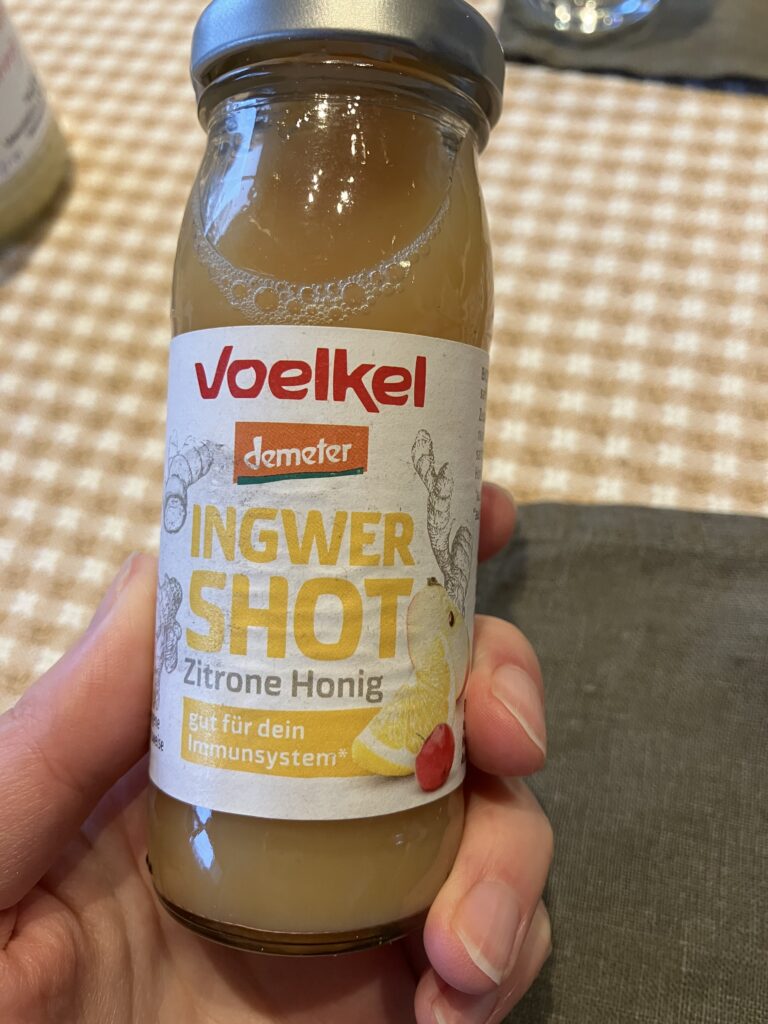 Voelkel
demeter
INGWER
SHOT
Zitrone Honig
gut für dein
Immunsystem*